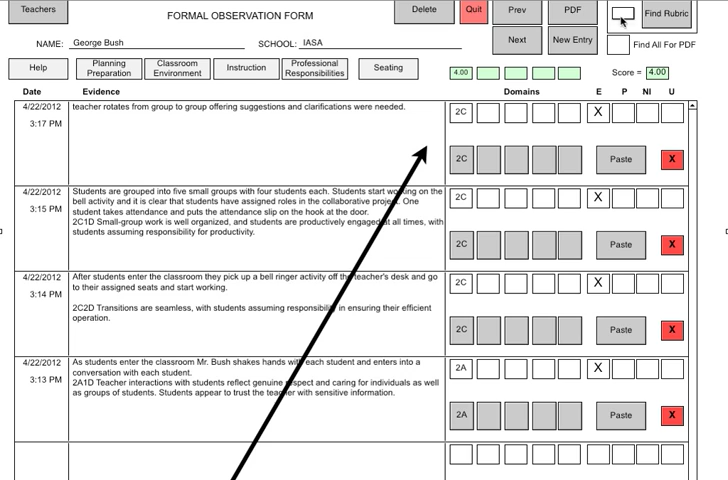 Teachers
FORMAL OBSERVATION FORM
Delete
Quit
Prev
PDF
Find Rubric
NAME: George Bush SCHOOL: IASA
Next
New Entry
Find All For PDF
Help
Planning Preparation
Classroom Environment
Instruction
Professional Responsibilities
Seating
4.00
Score = 4.00
Date Evidence Domains E P NI U
4/22/2012
3:17 PM
teacher rotates from group to group offering suggestions and clarifications were needed.
2C X
2C Paste X
4/22/2012
3:15 PM
Students are grouped into five small groups with four students each. Students start working on the
bell activity and it is clear that students have assigned roles in the collaborative project. One
student takes attendance and puts the attendance slip on the hook at the door.
2C1D Small-group work is well organized, and students are productively engaged at all times, with
students assuming responsibility for productivity.
2C X
2C Paste X
4/22/2012
3:14 PM
After students enter the classroom they pick up a bell ringer activity off the teacher's desk and go
to their assigned seats and start working.
2C2D Transitions are seamless, with students assuming responsibility in ensuring their efficient
operation.
2C X
2C Paste X
4/22/2012
3:13 PM
As students enter the classroom Mr. Bush shakes hands with each student and enters into a
conversation with each student.
2A1D Teacher interactions with students reflect genuine respect and caring for individuals as well
as groups of students. Students appear to trust the teacher with sensitive information.
2A X
2A Paste X